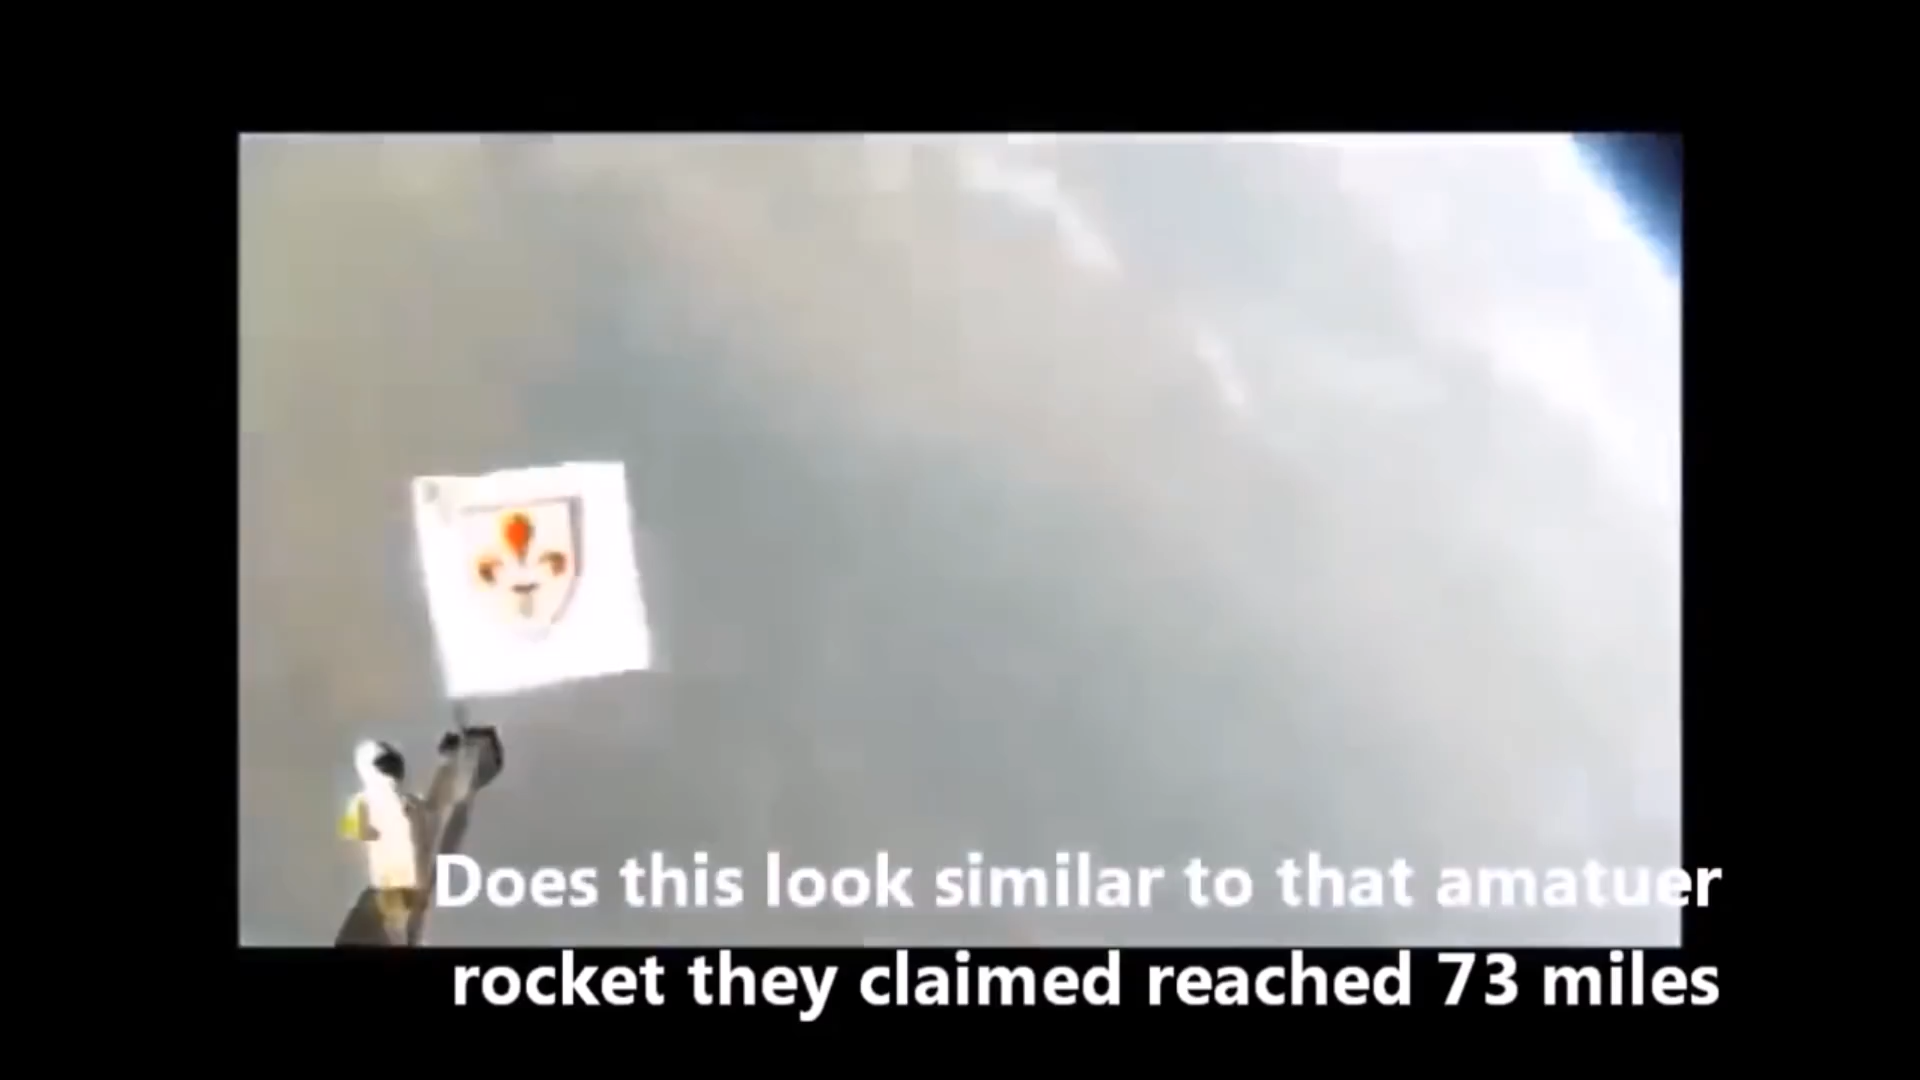 Does this look similar to that amatuer
rocket they claimed reached 73 miles